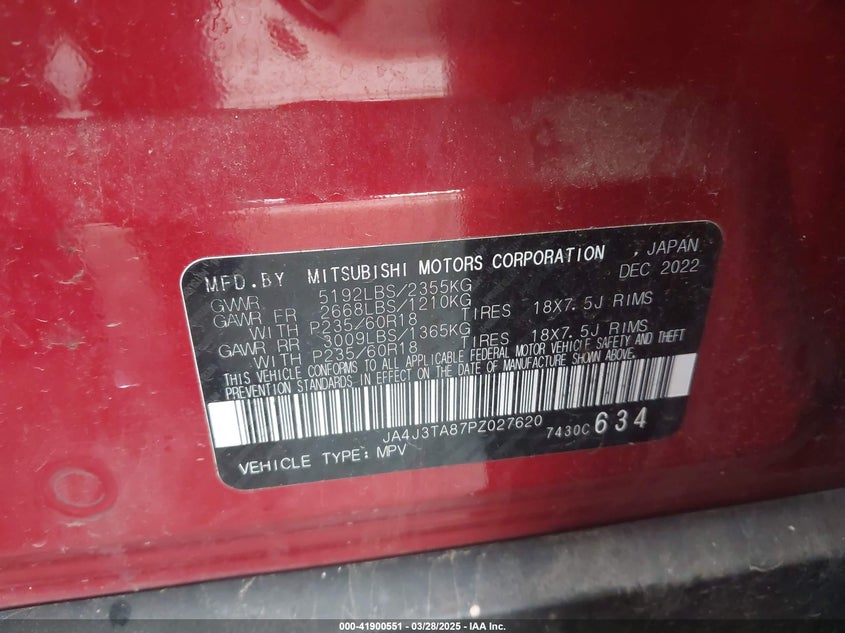 MFD.BY MITSUBISHI MOTORS CORPORATION , JAPAN
DEC 2022
GVWR. 5192LBS/2355KG
GAWR FR 2668LBS/1210KG
WITH P235/60R18 TIRES 18X7.5J RIMS
GAWR RR 3009LBS/1365KG
WITH P235/60R18 TIRES 18X7.5J RIMS
THIS VEHICLE CONFORMS TO ALL APPLICABLE FEDERAL MOTOR VEHICLE SAFETY AND THEFT
PREVENTION STANDARDS IN EFFECT ON THE DATE OF MANUFACTURE SHOWN ABOVE.
JA4J3TA87PZ027620 7430C 634
VEHICLE TYPE: MPV
000-41900551 | 03/28/2025 - IAA Inc.